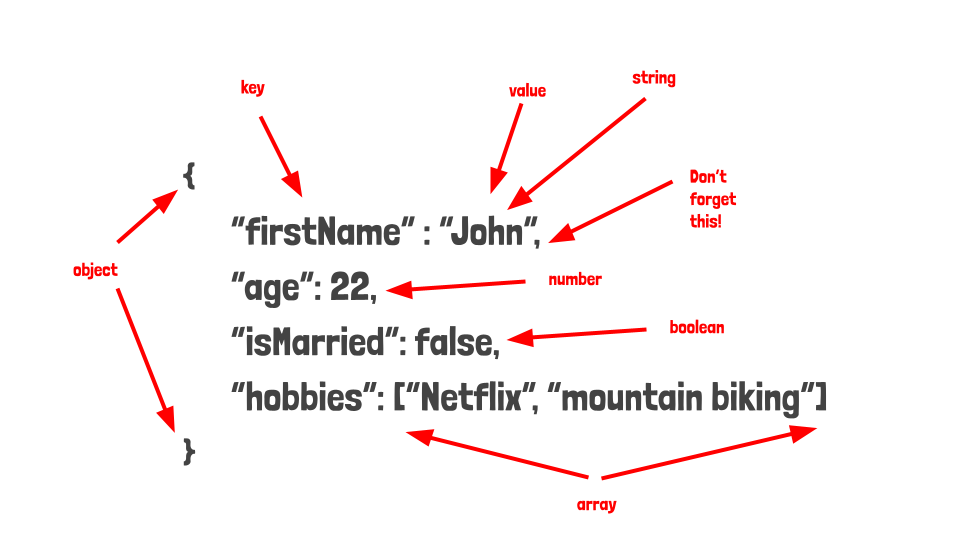 key
value
string
{
Don't
forget
this!
"firstName" : "John",
object
"age": 22,
number
"isMarried": false,
boolean
"hobbies": ["Netflix", "mountain biking"]
}
array